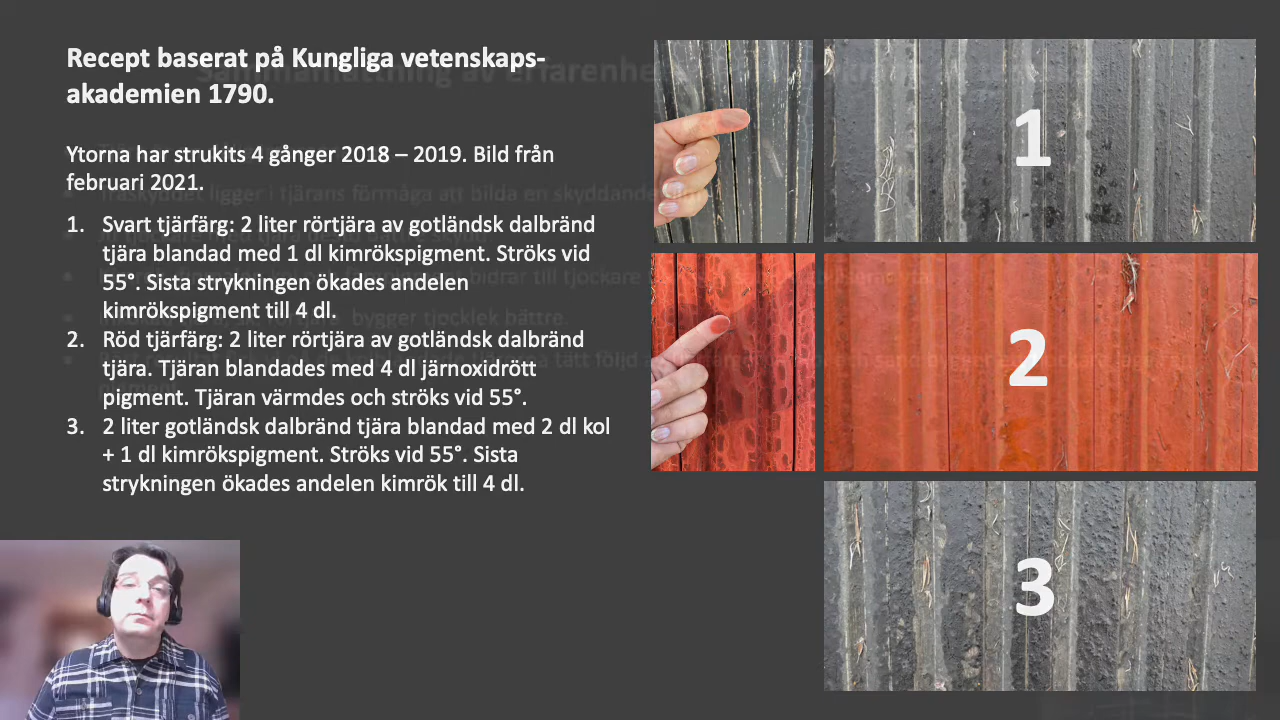 Recept baserat på Kungliga vetenskaps-
akademien 1790.
Ytorna har strukits 4 gånger 2018 – 2019. Bild från
februari 2021.
1. Svart tjärfärg: 2 liter rörtjära av gotländsk dalbränd
tjära blandad med 1 dl kimrökspigment. Ströks vid
55°. Sista strykningen ökades andelen
kimrökspigment till 4 dl.
2. Röd tjärfärg: 2 liter rörtjära av gotländsk dalbränd
tjära. Tjäran blandades med 4 dl järnoxidrött
pigment. Tjäran värmdes och ströks vid 55°.
3. 2 liter gotländsk dalbränd tjära blandad med 2 dl kol
+ 1 dl kimrökspigment. Ströks vid 55°. Sista
strykningen ökades andelen kimrök till 4 dl.
1
2
3